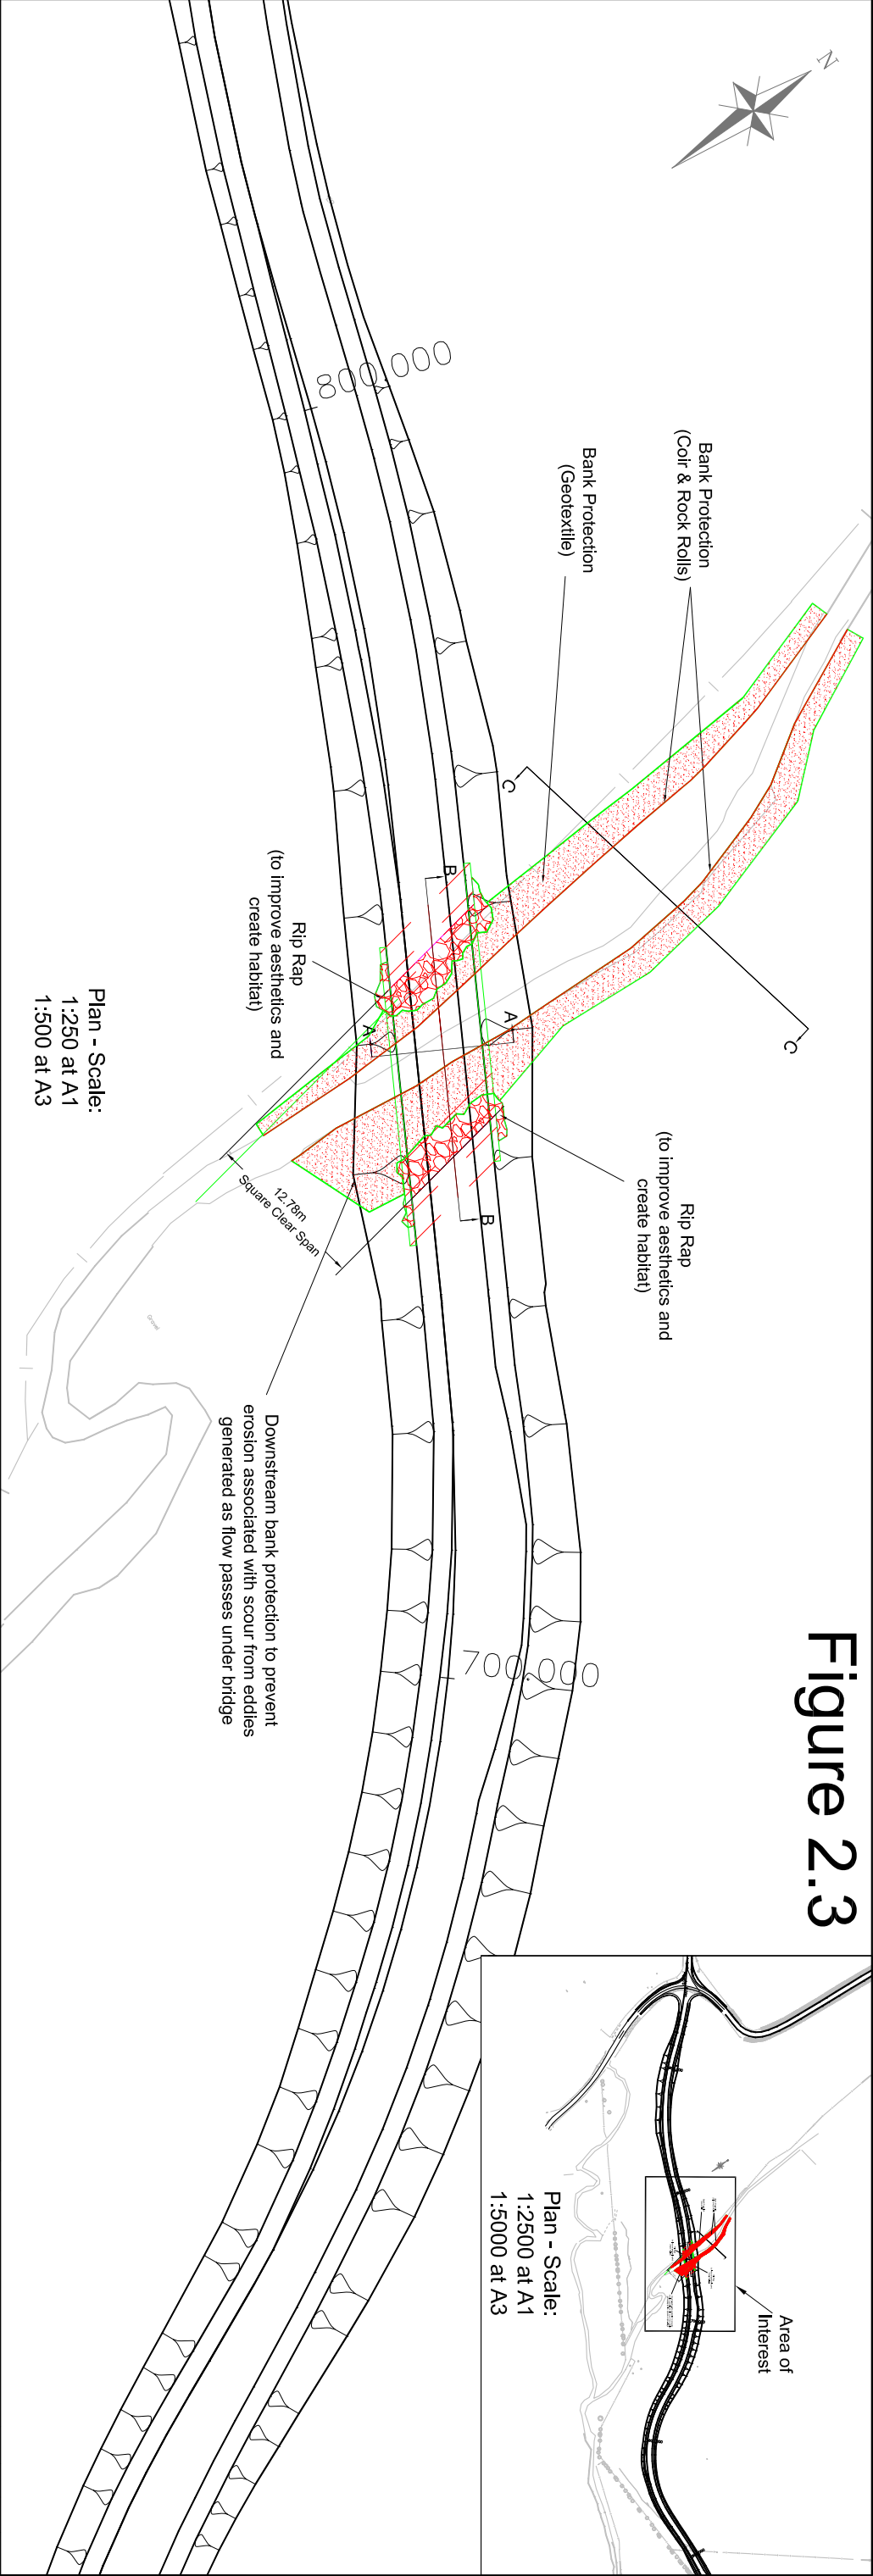 Figure 2.3
N
800.000
700.000
Bank Protection
(Coir & Rock Rolls)
Bank Protection
(Geotextile)
C
C
B
B
A
A
Rip Rap
(to improve aesthetics and
create habitat)
Rip Rap
(to improve aesthetics and
create habitat)
12.78m
Square Clear Span
Downstream bank protection to prevent
erosion associated with scour from eddies
generated as flow passes under bridge
Plan - Scale:
1:250 at A1
1:500 at A3
Area of
Interest
Plan - Scale:
1:2500 at A1
1:5000 at A3